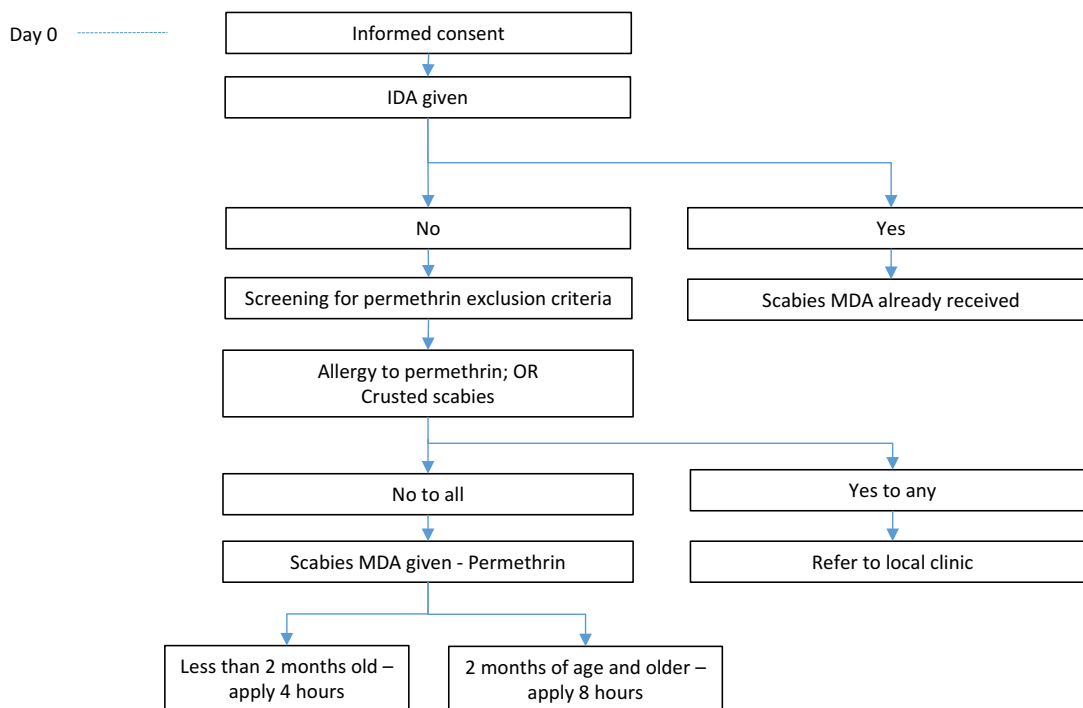 Day 0
Informed consent
IDA given
No
Yes
Screening for permethrin exclusion criteria
Scabies MDA already received
Allergy to permethrin; OR
Crusted scabies
No to all
Yes to any
Scabies MDA given - Permethrin
Refer to local clinic
Less than 2 months old –
apply 4 hours
2 months of age and older –
apply 8 hours